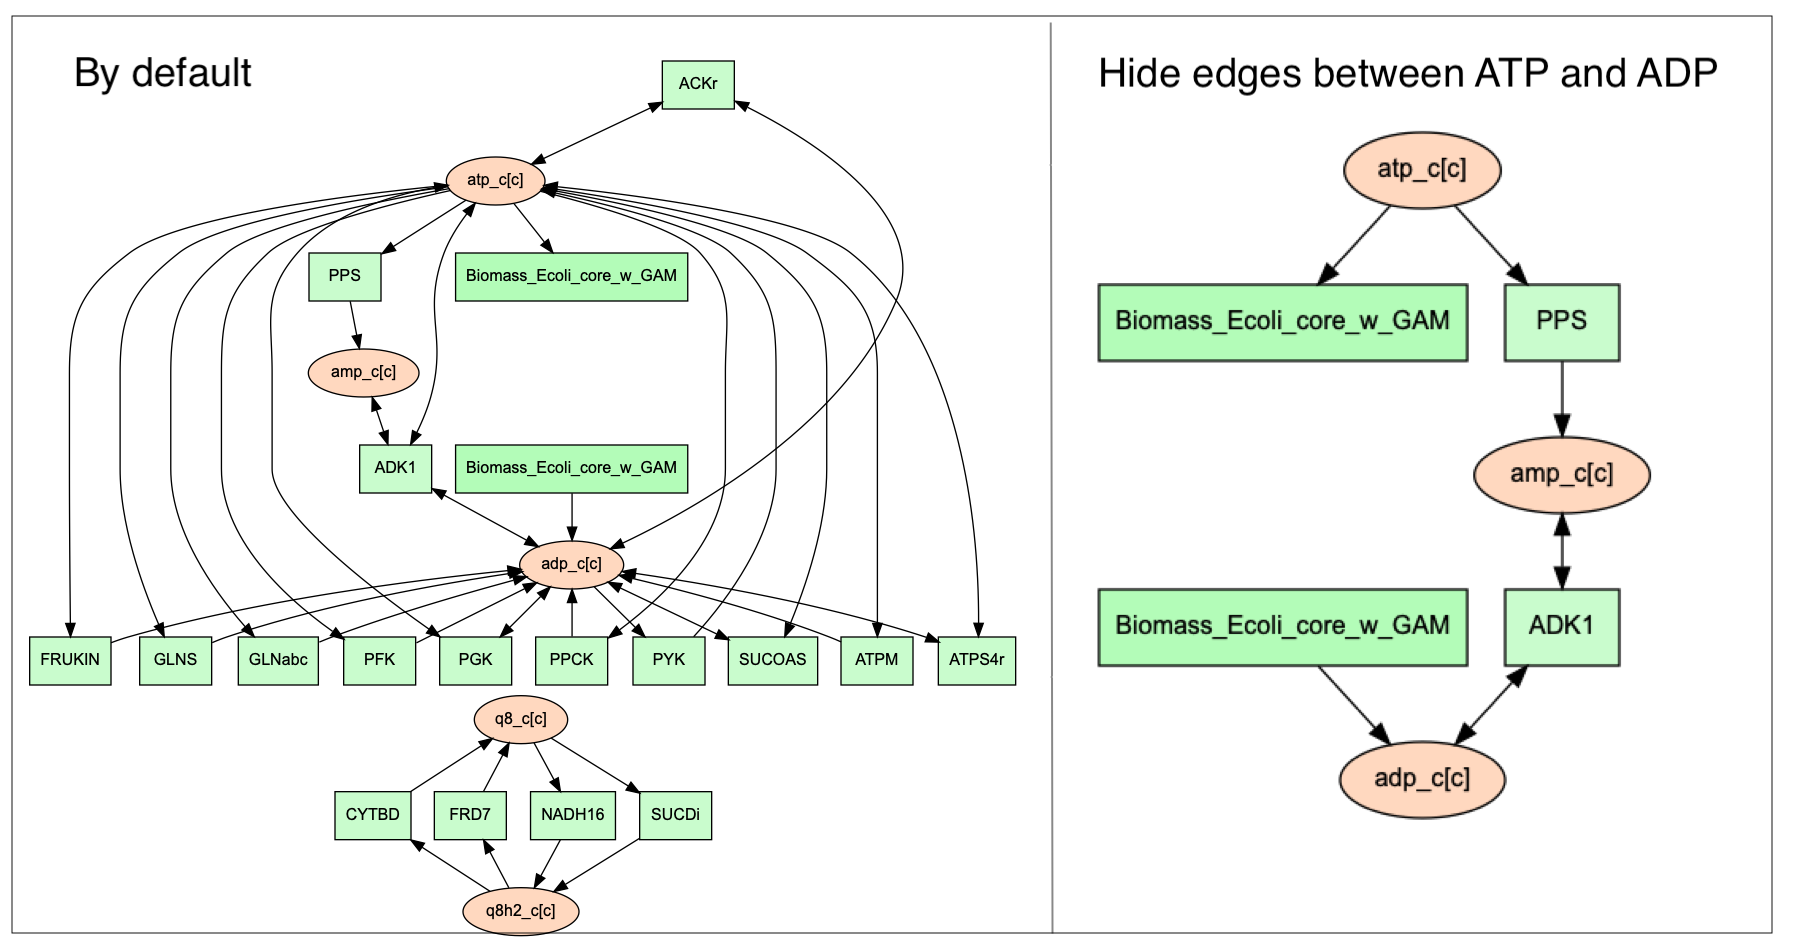 By default
ACKr
atp_c[c]
PPS
Biomass_Ecoli_core_w_GAM
amp_c[c]
ADK1
Biomass_Ecoli_core_w_GAM
adp_c[c]
FRUKIN
GLNS
GLNabc
PFK
PGK
PPCK
PYK
SUCOAS
ATPM
ATPS4r
q8_c[c]
CYTBD
FRD7
NADH16
SUCDi
q8h2_c[c]
Hide edges between ATP and ADP
atp_c[c]
Biomass_Ecoli_core_w_GAM
PPS
amp_c[c]
Biomass_Ecoli_core_w_GAM
ADK1
adp_c[c]